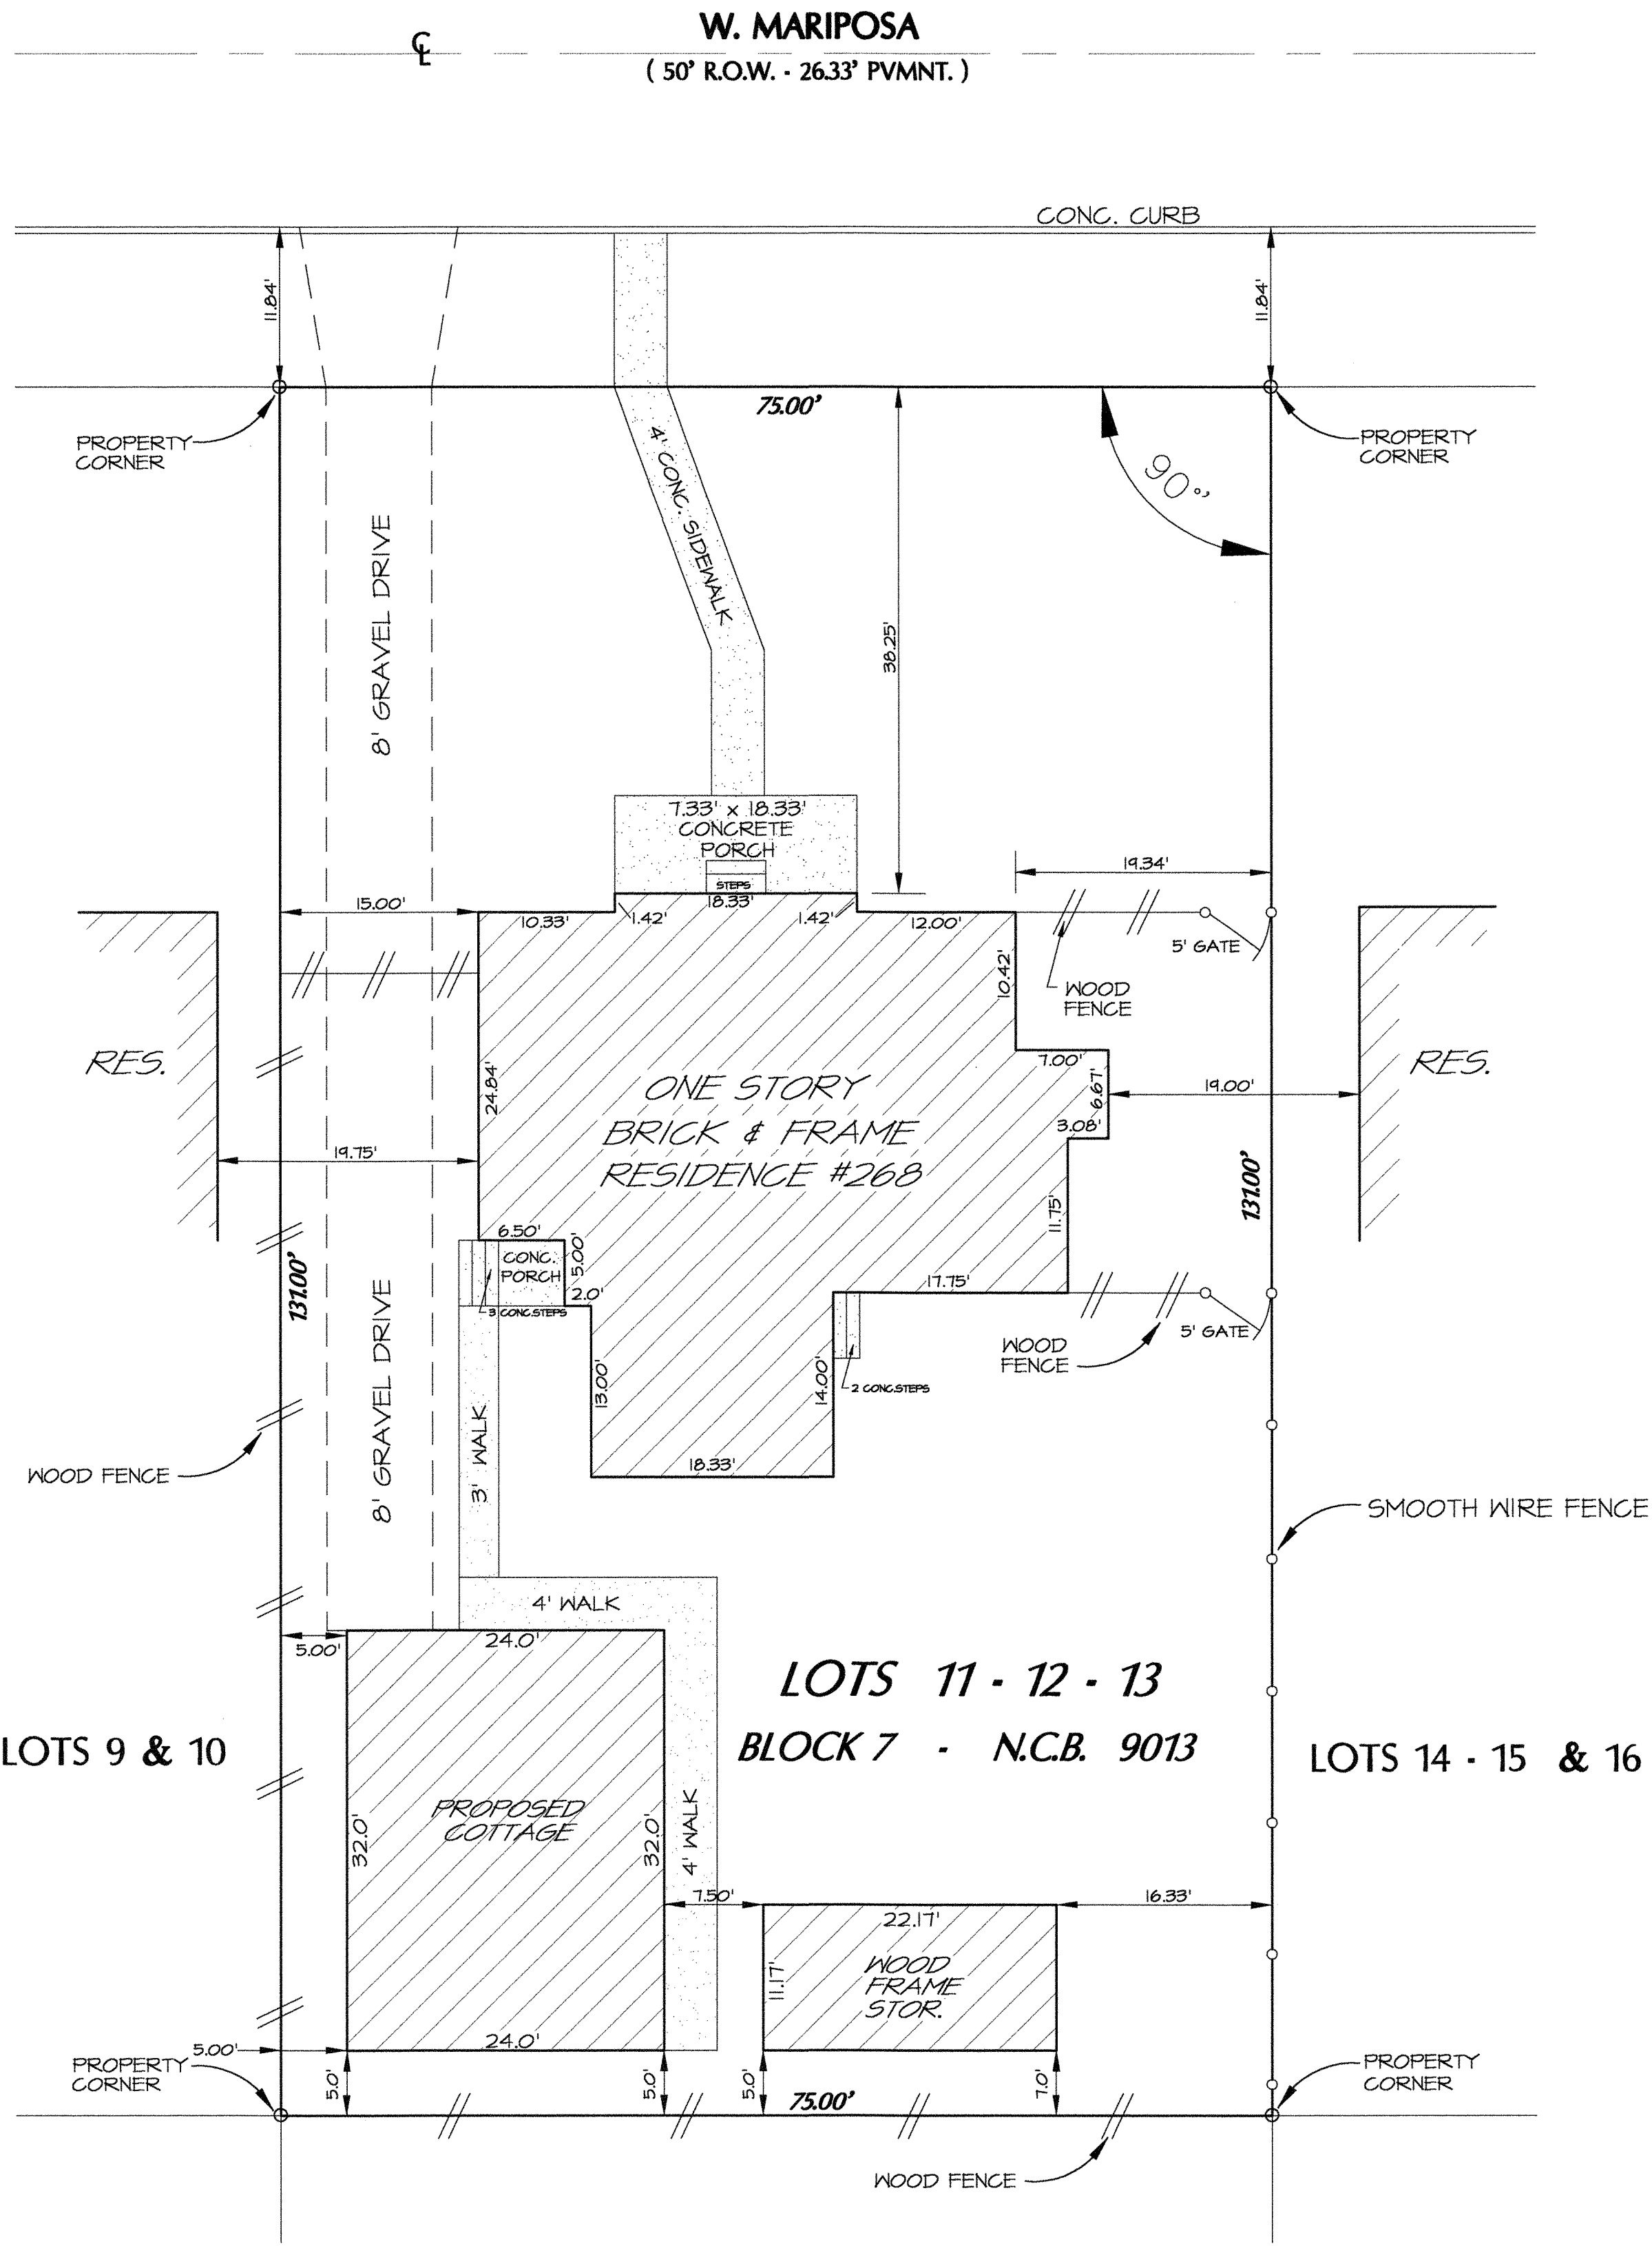 W. MARIPOSA
℄
( 50' R.O.W. - 26.33' PVMNT. )
CONC. CURB
11.84'
11.84'
75.00'
PROPERTY
CORNER
PROPERTY
CORNER
90°
4' CONC. SIDEWALK
8' GRAVEL DRIVE
38.25'
7.33' x 18.33'
CONCRETE
PORCH
STEPS
19.34'
15.00'
10.33'
1.42'
18.33'
1.42'
12.00'
5' GATE
10.42'
WOOD
FENCE
RES.
RES.
7.00'
24.84'
ONE STORY
BRICK & FRAME
RESIDENCE #268
6.67'
19.00'
3.08'
19.75'
131.00'
11.75'
6.50'
CONC.
PORCH
5.00'
2.0'
3 CONC.STEPS
17.75'
131.00'
8' GRAVEL DRIVE
5' GATE
WOOD
FENCE
13.00'
14.00'
2 CONC.STEPS
3' WALK
18.33'
WOOD FENCE
SMOOTH WIRE FENCE
4' WALK
5.00'
24.0'
LOTS 11 - 12 - 13
BLOCK 7 - N.C.B. 9013
LOTS 9 & 10
LOTS 14 - 15 & 16
PROPOSED
COTTAGE
32.0'
32.0'
4' WALK
7.50'
16.33'
22.17'
11.17'
WOOD
FRAME
STOR.
24.0'
5.00'
PROPERTY
CORNER
5.0'
5.0'
5.0'
75.00'
7.0'
PROPERTY
CORNER
WOOD FENCE